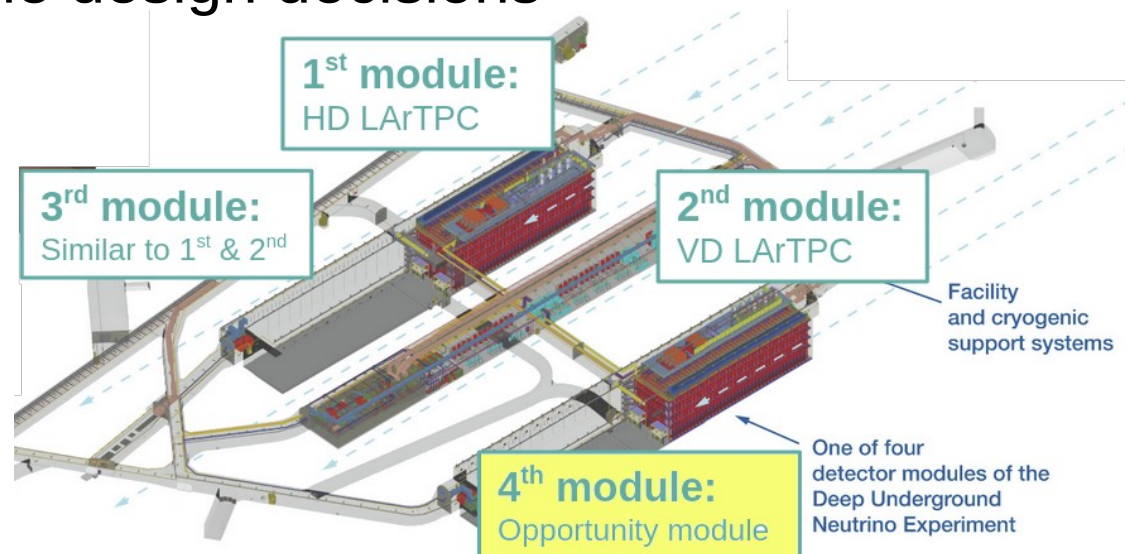 1st module:
HD LArTPC
3rd module:
Similar to 1st & 2nd
2nd module:
VD LArTPC
Facility
and cryogenic
support systems
One of four
detector modules of the
Deep Underground
Neutrino Experiment
4th module:
Opportunity module